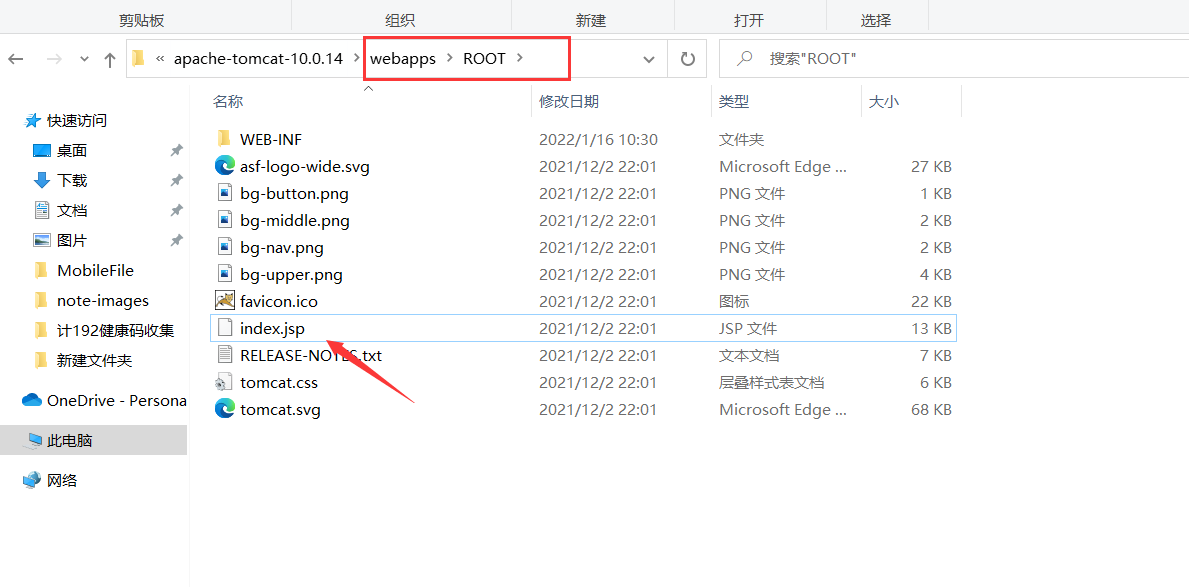 剪贴板 组织 新建 打开 选择
« apache-tomcat-10.0.14 > webapps > ROOT > 搜索"ROOT"
名称 修改日期 类型 大小
快速访问
桌面
下载
文档
图片
MobileFile
note-images
计192健康码收集
新建文件夹
OneDrive - Persona
此电脑
网络
WEB-INF 2022/1/16 10:30 文件夹
asf-logo-wide.svg 2021/12/2 22:01 Microsoft Edge ... 27 KB
bg-button.png 2021/12/2 22:01 PNG 文件 1 KB
bg-middle.png 2021/12/2 22:01 PNG 文件 2 KB
bg-nav.png 2021/12/2 22:01 PNG 文件 2 KB
bg-upper.png 2021/12/2 22:01 PNG 文件 4 KB
favicon.ico 2021/12/2 22:01 图标 22 KB
index.jsp 2021/12/2 22:01 JSP 文件 13 KB
RELEASE-NOTES.txt 2021/12/2 22:01 文本文档 7 KB
tomcat.css 2021/12/2 22:01 层叠样式表文档 6 KB
tomcat.svg 2021/12/2 22:01 Microsoft Edge ... 68 KB